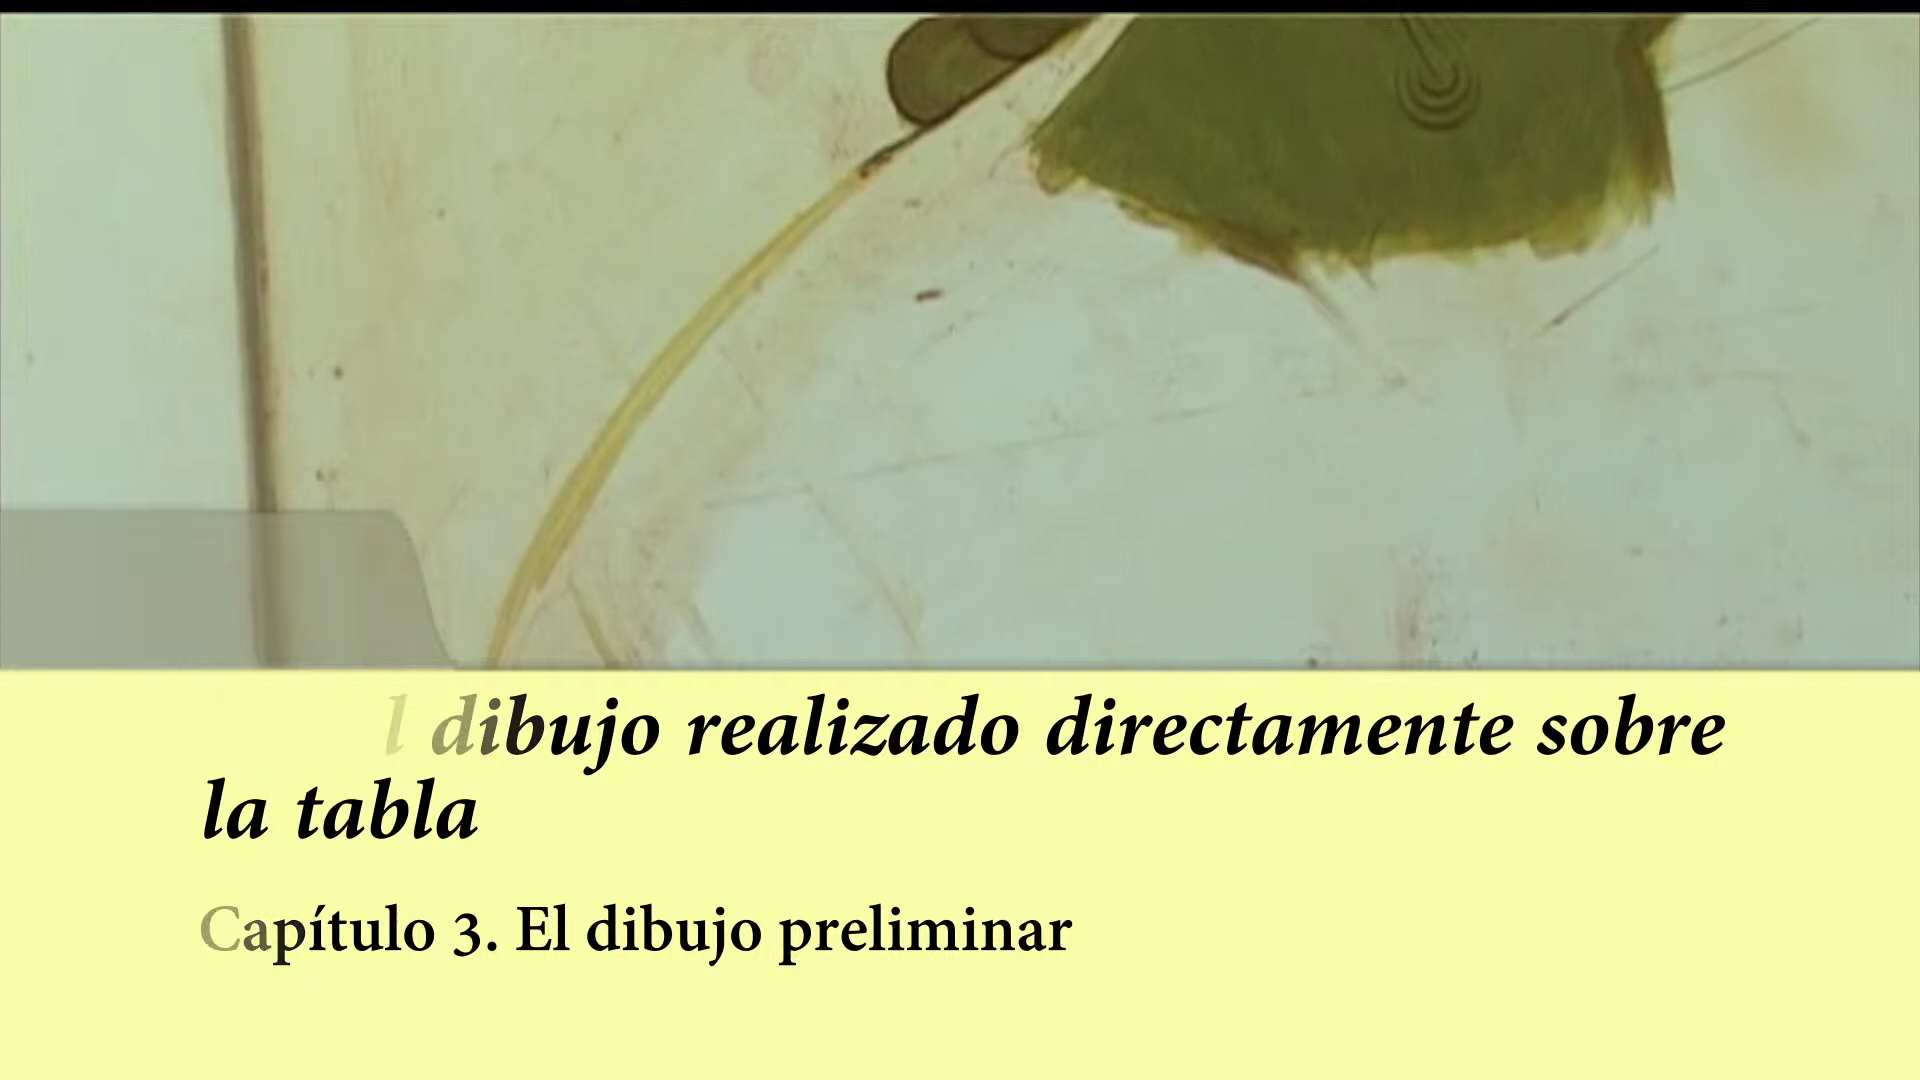 l dibujo realizado directamente sobre
la tabla
Capítulo 3. El dibujo preliminar